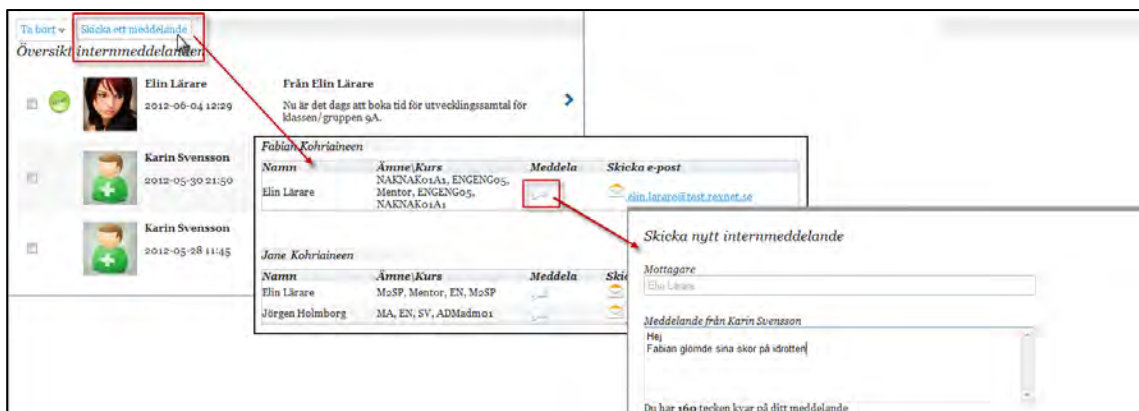 Ta bort Skicka ett meddelande
Översikt internmeddelanden
Elin Lärare
2012-06-04 12:29
Från Elin Lärare
Nu är det dags att boka tid för utvecklingssamtal för
klassen/gruppen 9A.
Karin Svensson
2012-05-30 21:50
Karin Svensson
2012-05-28 11:45
Fabian Kohriaineen
Namn Ämne\Kurs Meddela Skicka e-post
Elin Lärare
NAKNAK01A1, ENGENG05,
Mentor, ENGENG05,
NAKNAK01A1
elin.larare@test.rexnet.se
Jane Kohriaineen
Namn Ämne\Kurs Meddela Skic
Elin Lärare M2SP, Mentor, EN, M2SP
Jörgen Holmborg MA, EN, SV, ADMadm01
Skicka nytt internmeddelande
Mottagare
Elin Lärare
Meddelande från Karin Svensson
Hej
Fabian glömde sina skor på idrotten
Du har 160 tecken kvar på ditt meddelande